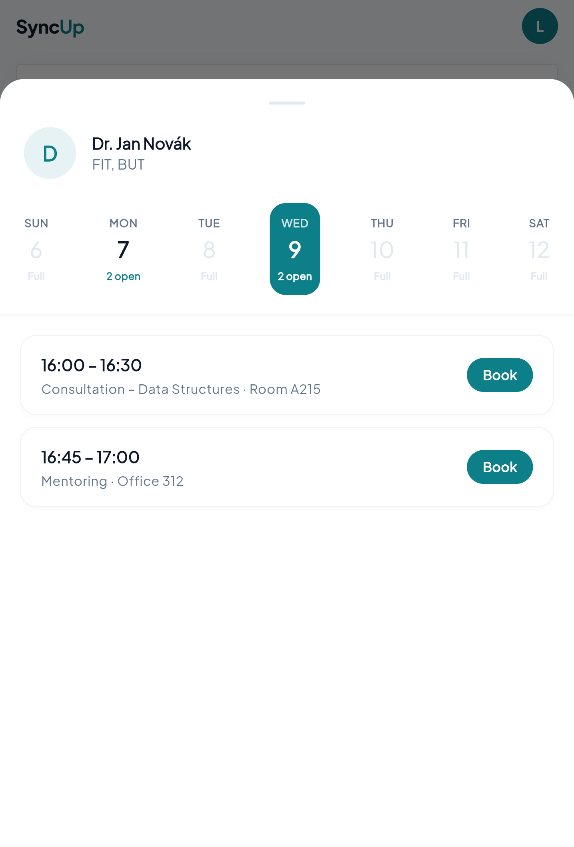 SyncUp
L
D
Dr. Jan Novák
FIT, BUT
SUN MON TUE WED THU FRI SAT
6 7 8 9 10 11 12
Full 2 open Full 2 open Full Full Full
16:00 – 16:30
Consultation – Data Structures · Room A215
Book
16:45 – 17:00
Mentoring · Office 312
Book